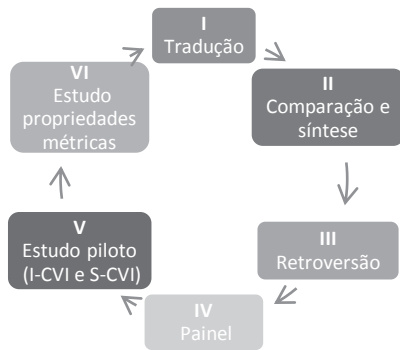 I
Tradução
II
Comparação e
síntese
III
Retroversão
IV
Painel
V
Estudo piloto
(I-CVI e S-CVI)
VI
Estudo
propriedades
métricas